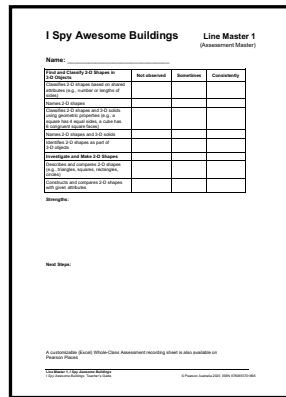 I Spy Awesome Buildings
Line Master 1
(Assessment Master)
Name:
Find and Classify 2-D Shapes in
3-D Objects
Not observed
Sometimes
Consistently
Classifies 2-D shapes based on shared
attributes (e.g., number or lengths of
sides)
Names 2-D shapes
Classifies 2-D shapes and 3-D solids
using geometric properties (e.g., a
square has 4 equal sides, a cube has
6 congruent square faces)
Names 2-D shapes and 3-D solids
Identifies 2-D shapes as part of
3-D objects
Investigate and Make 2-D Shapes
Describes and compares 2-D shapes
(e.g., triangles, squares, rectangles,
circles)
Constructs and compares 2-D shapes
with given attributes
Strengths:
Next Steps:
A customizable (Excel) Whole-Class Assessment recording sheet is also available on
Pearson Places
Line Master 1, I Spy Awesome Buildings
I Spy Awesome Buildings Teacher's Guide
© Pearson Australia 2020 ISBN